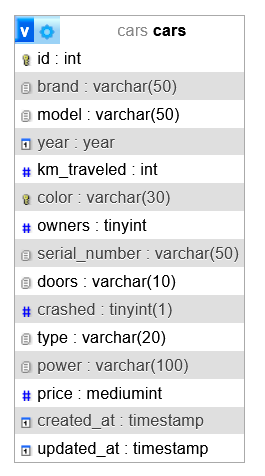 v cars cars
id : int
brand : varchar(50)
model : varchar(50)
year : year
# km_traveled : int
color : varchar(30)
# owners : tinyint
serial_number : varchar(50)
doors : varchar(10)
# crashed : tinyint(1)
type : varchar(20)
power : varchar(100)
# price : mediumint
created_at : timestamp
updated_at : timestamp